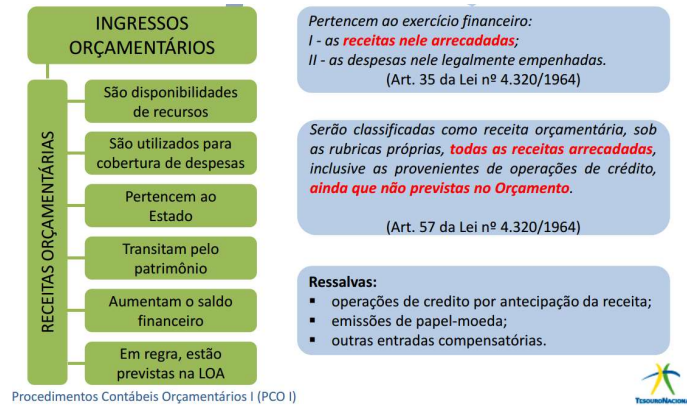 INGRESSOS
ORÇAMENTÁRIOS
RECEITAS ORÇAMENTÁRIAS
São disponibilidades
de recursos
São utilizados para
cobertura de despesas
Pertencem ao
Estado
Transitam pelo
patrimônio
Aumentam o saldo
financeiro
Em regra, estão
previstas na LOA
Pertencem ao exercício financeiro:
I - as receitas nele arrecadadas;
II - as despesas nele legalmente empenhadas.
(Art. 35 da Lei nº 4.320/1964)
Serão classificadas como receita orçamentária, sob
as rubricas próprias, todas as receitas arrecadadas,
inclusive as provenientes de operações de crédito,
ainda que não previstas no Orçamento.
(Art. 57 da Lei nº 4.320/1964)
Ressalvas:
▪ operações de credito por antecipação da receita;
▪ emissões de papel-moeda;
▪ outras entradas compensatórias.
Procedimentos Contábeis Orçamentários I (PCO I)
TESOURO NACIONAL